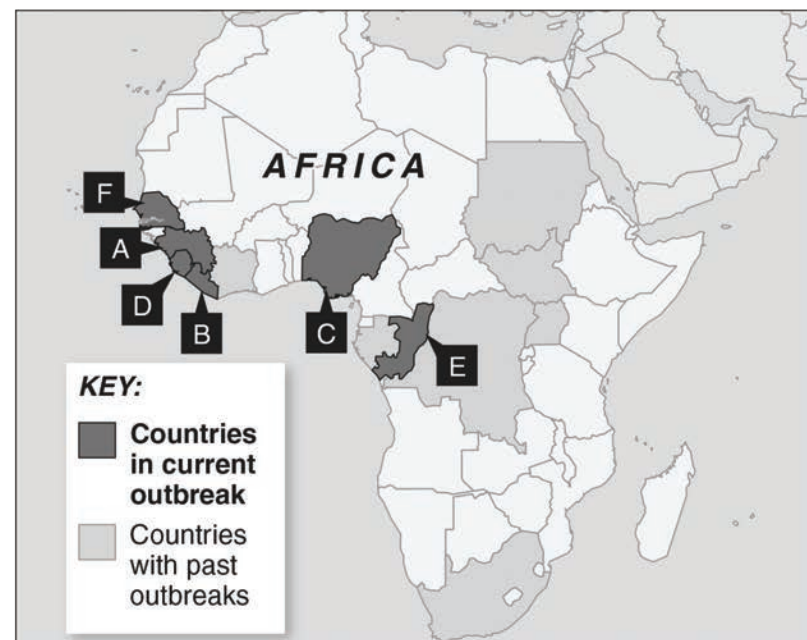 AFRICA
F
A
D
B
C
E
KEY:
Countries
in current
outbreak
Countries
with past
outbreaks